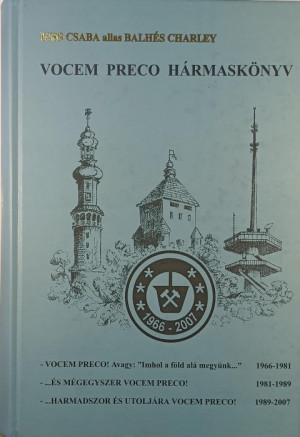 CSABA alias BALHÉS CHARLEY
VOCEM PRECO HÁRMASKÖNYV
1966 - 2007
- VOCEM PRECO! Avagy: "Imhol a föld alá megyünk..." 1966-1981
- ...ÉS MÉGEGYSZER VOCEM PRECO! 1981-1989
- ...HARMADSZOR ÉS UTOLJÁRA VOCEM PRECO! 1989-2007